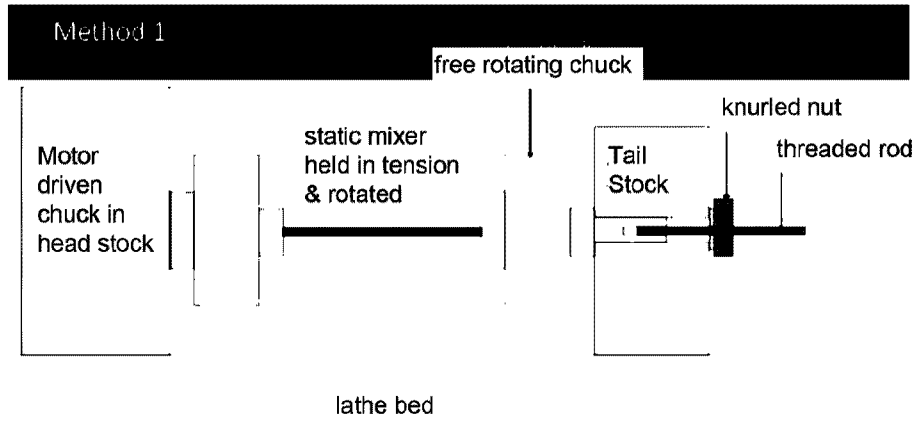 Method 1
free rotating chuck
knurled nut
threaded rod
static mixer
held in tension
& rotated
Motor
driven
chuck in
head stock
Tail
Stock
lathe bed